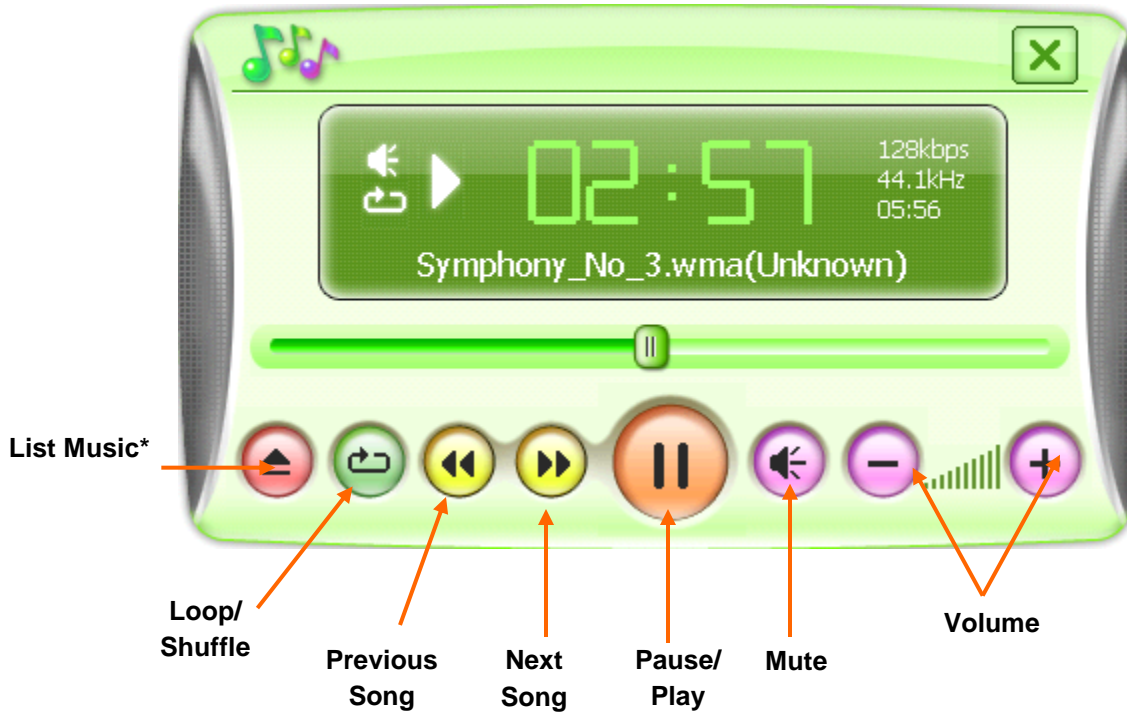 02:57
128kbps
44.1kHz
05:56
Symphony_No_3.wma(Unknown)
List Music*
Loop/
Shuffle
Previous
Song
Next
Song
Pause/
Play
Mute
Volume